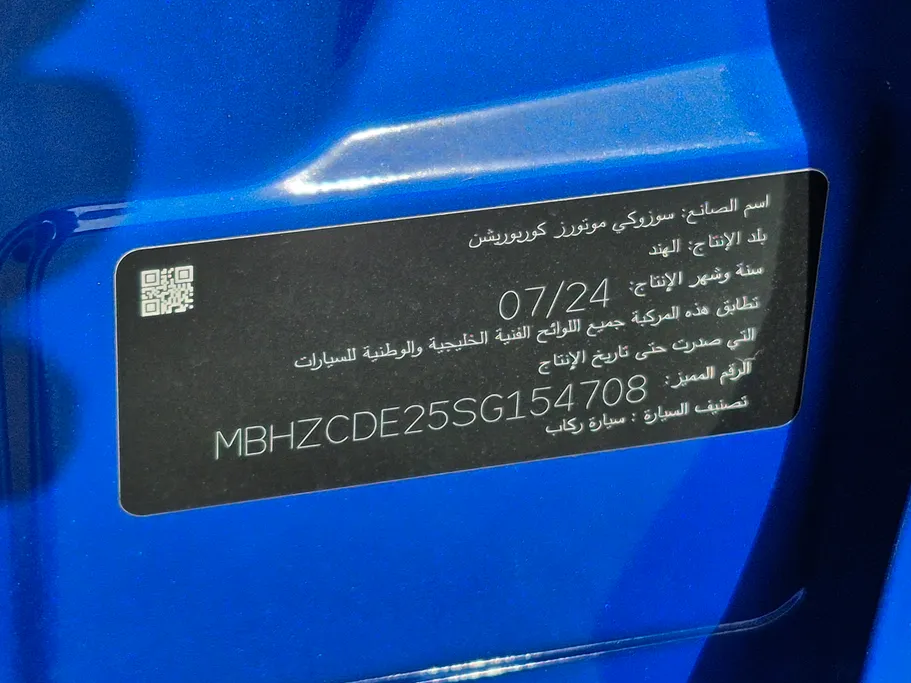 اسم الصانع: سوزوكي موتورز كوربوريشن
بلد الإنتاج: الهند
سنة وشهر الإنتاج: 07/24
تطابق هذه المركبة جميع اللوائح الفنية الخليجية والوطنية للسيارات
التي صدرت حتى تاريخ الإنتاج
الرقم المميز: MBHZCDE25SG154708
تصنيف السيارة : سيارة ركاب